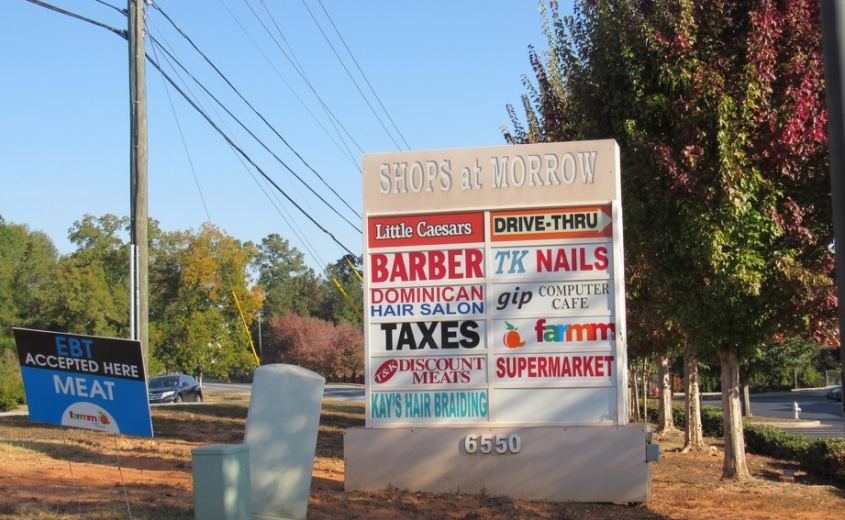 SHOPS at MORROW
Little Caesars
DRIVE-THRU
BARBER
TK NAILS
DOMINICAN
HAIR SALON
gip COMPUTER
CAFE
TAXES
farmm
T&K DISCOUNT
MEATS
SUPERMARKET
KAY'S HAIR BRAIDING
6550
EBT
ACCEPTED HERE
MEAT
farmm